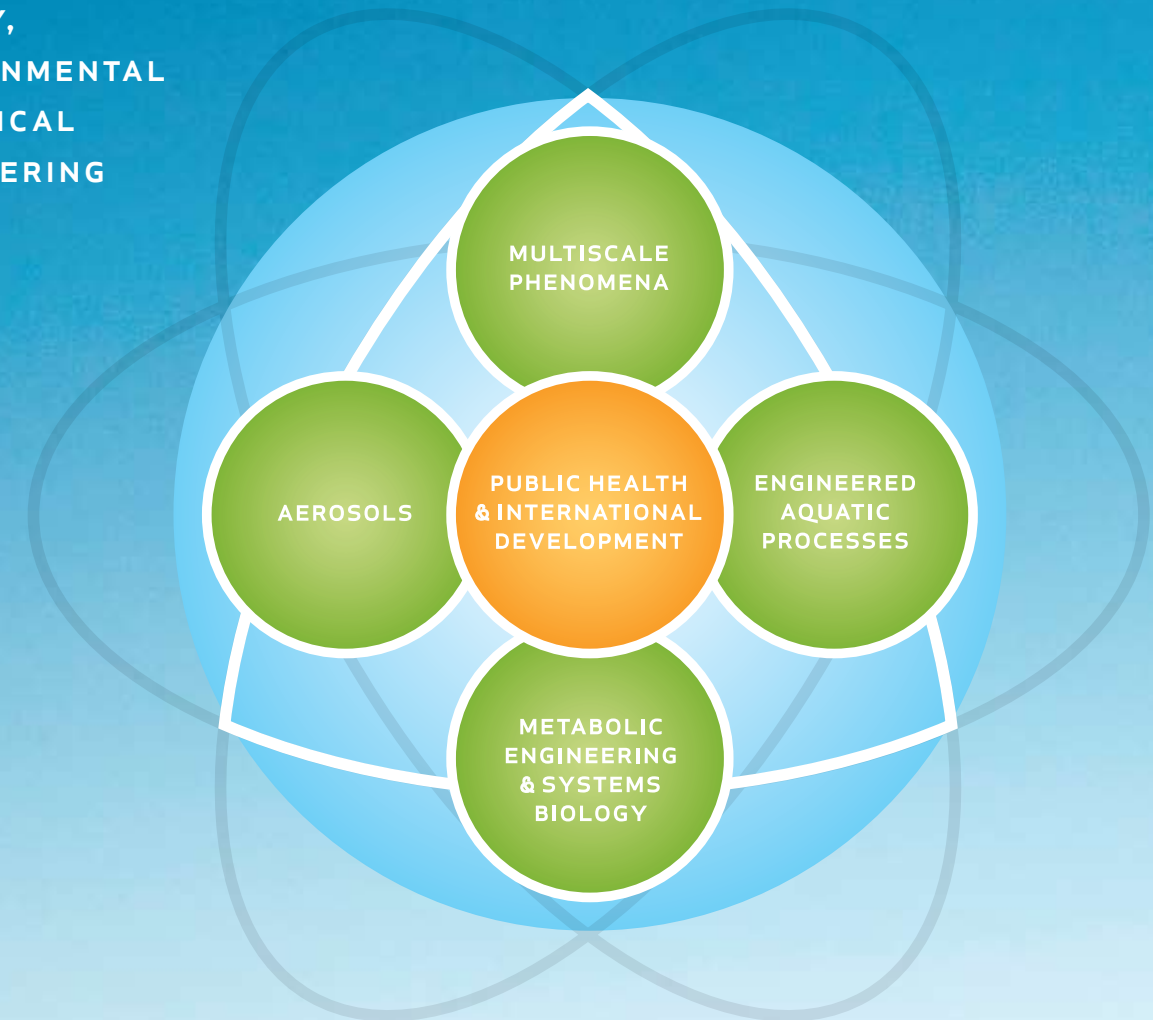 Y,
NMENTAL
ICAL
ERING
MULTISCALE
PHENOMENA
AEROSOLS
PUBLIC HEALTH
& INTERNATIONAL
DEVELOPMENT
ENGINEERED
AQUATIC
PROCESSES
METABOLIC
ENGINEERING
& SYSTEMS
BIOLOGY